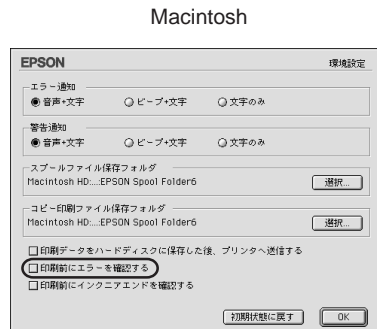 Macintosh
EPSON 環境設定
エラー通知
音声+文字 ビープ+文字 文字のみ
警告通知
音声+文字 ビープ+文字 文字のみ
スプールファイル保存フォルダ
Macintosh HD:...:EPSON Spool Folder6 選択...
コピー印刷ファイル保存フォルダ
Macintosh HD:...:EPSON Spool Folder6 選択...
印刷データをハードディスクに保存した後、プリンタへ送信する
印刷前にエラーを確認する
印刷前にインクニアエンドを確認する
初期状態に戻す OK